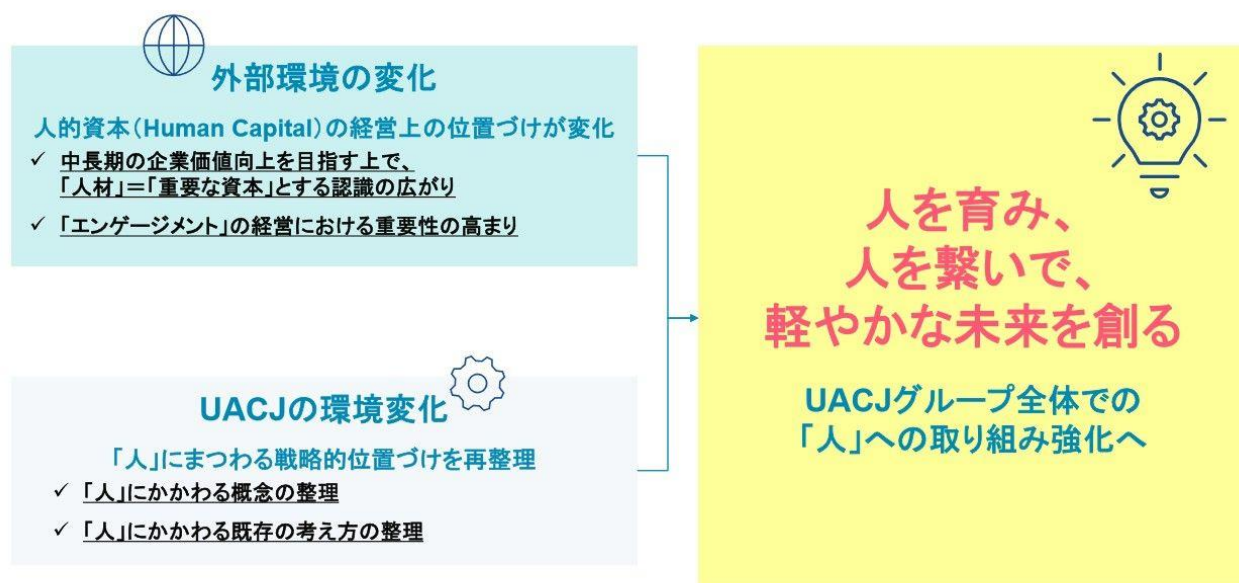 外部環境の変化
人的資本（Human Capital）の経営上の位置づけが変化
✓ 中長期の企業価値向上を目指す上で、
「人材」＝「重要な資本」とする認識の広がり
✓ 「エンゲージメント」の経営における重要性の高まり
UACJの環境変化
「人」にまつわる戦略的位置づけを再整理
✓ 「人」にかかわる概念の整理
✓ 「人」にかかわる既存の考え方の整理
人を育み、
人を繋いで、
軽やかな未来を創る
UACJグループ全体での
「人」への取り組み強化へ